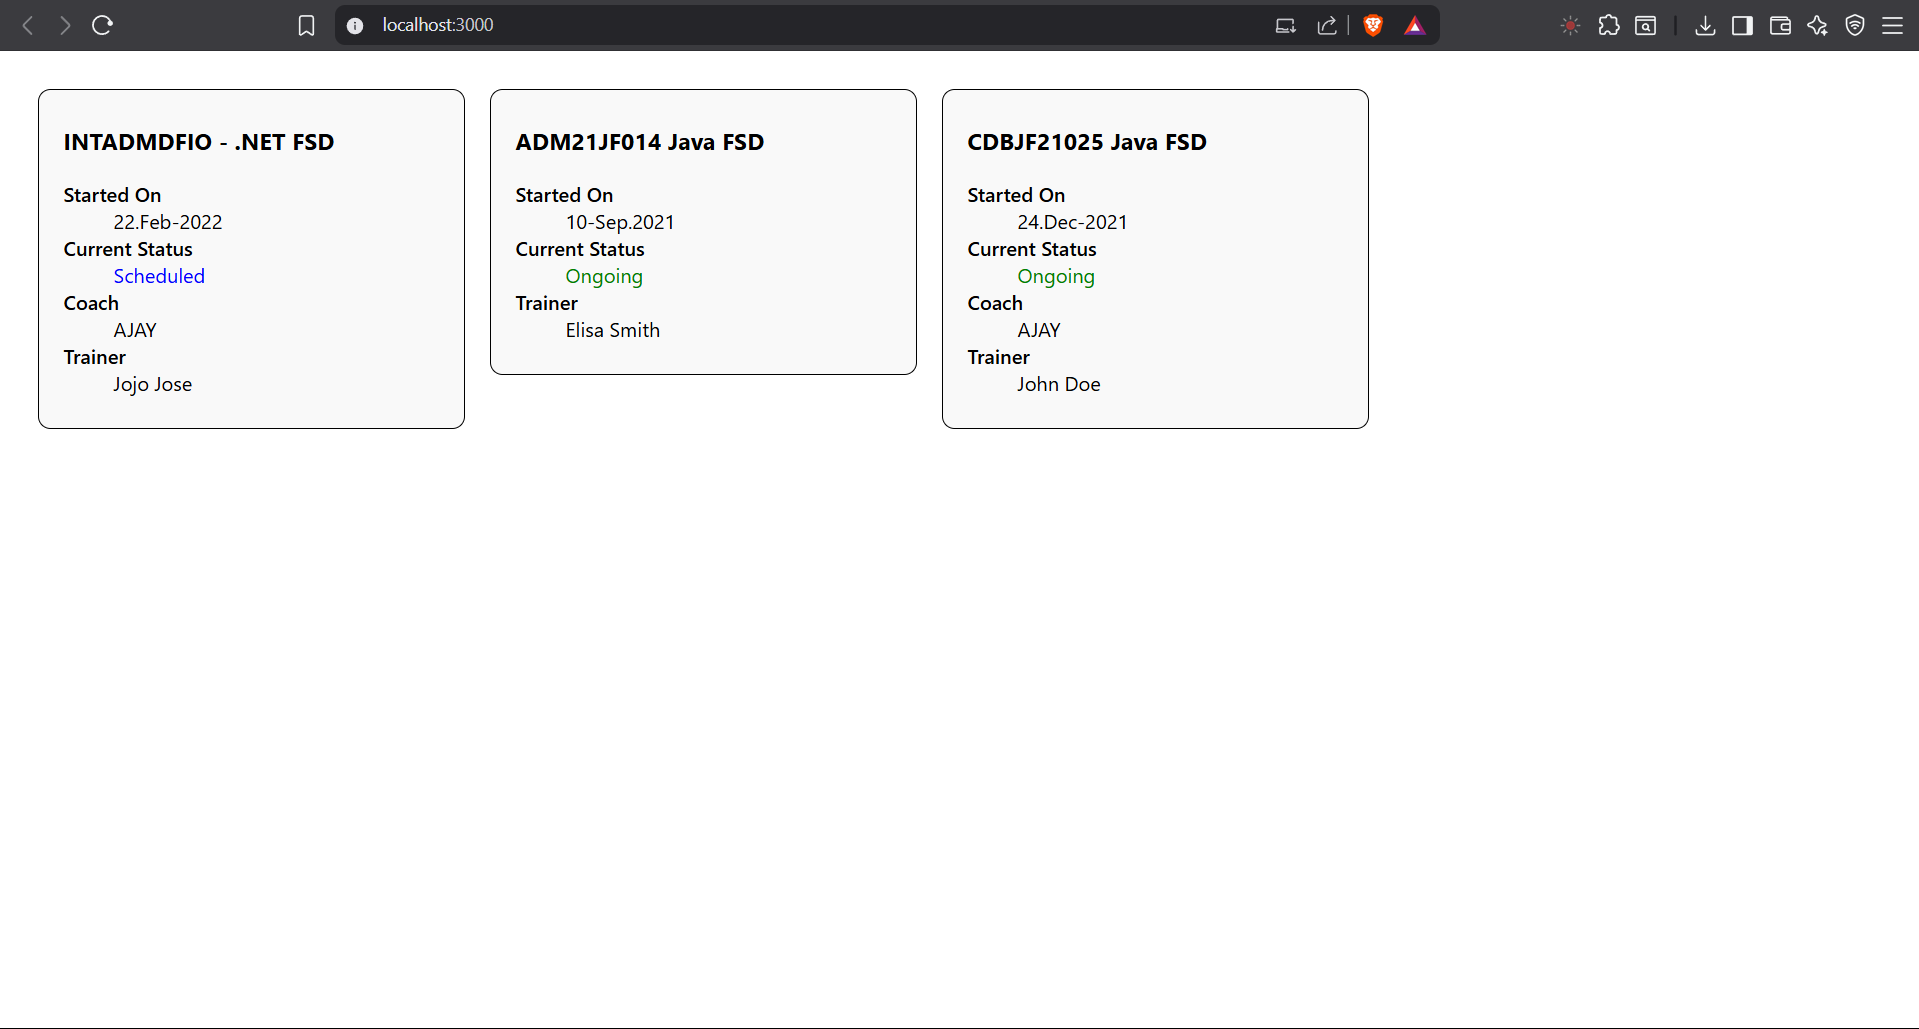 localhost:3000
INTADMDFIO - .NET FSD
Started On
22.Feb-2022
Current Status
Scheduled
Coach
AJAY
Trainer
Jojo Jose
ADM21JF014 Java FSD
Started On
10-Sep.2021
Current Status
Ongoing
Trainer
Elisa Smith
CDBJF21025 Java FSD
Started On
24.Dec-2021
Current Status
Ongoing
Coach
AJAY
Trainer
John Doe